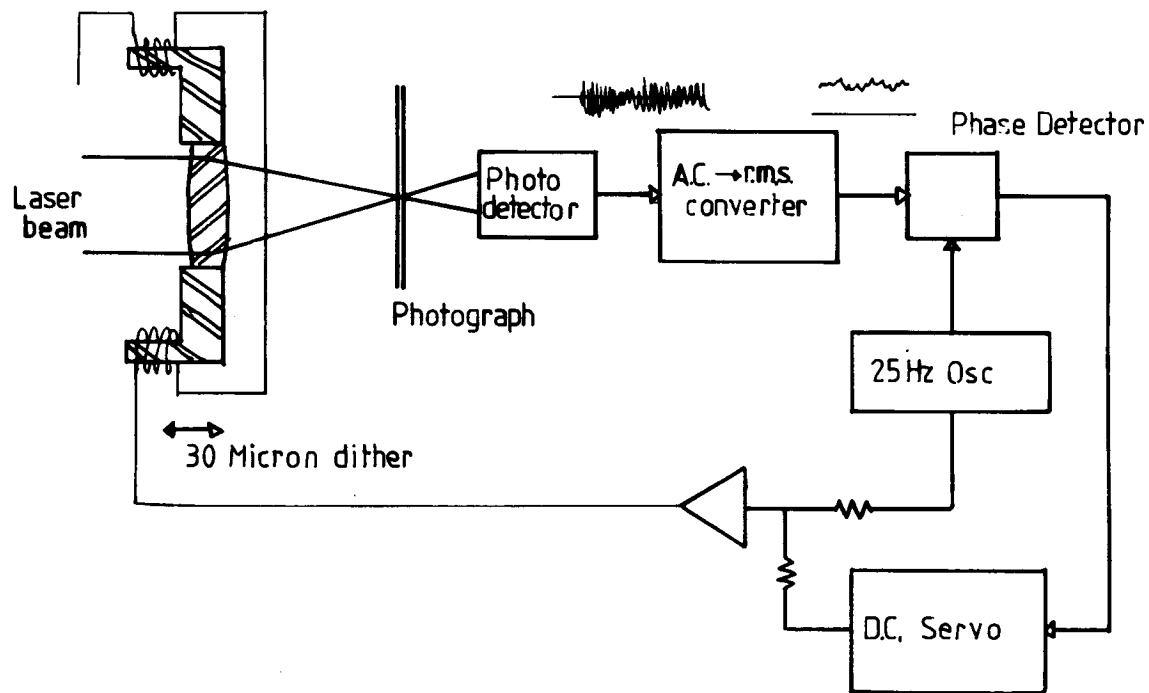 Phase Detector
Laser
beam
Photo
detector
A.C. →r.m.s.
converter
Photograph
25 Hz Osc
30 Micron dither
D.C. Servo